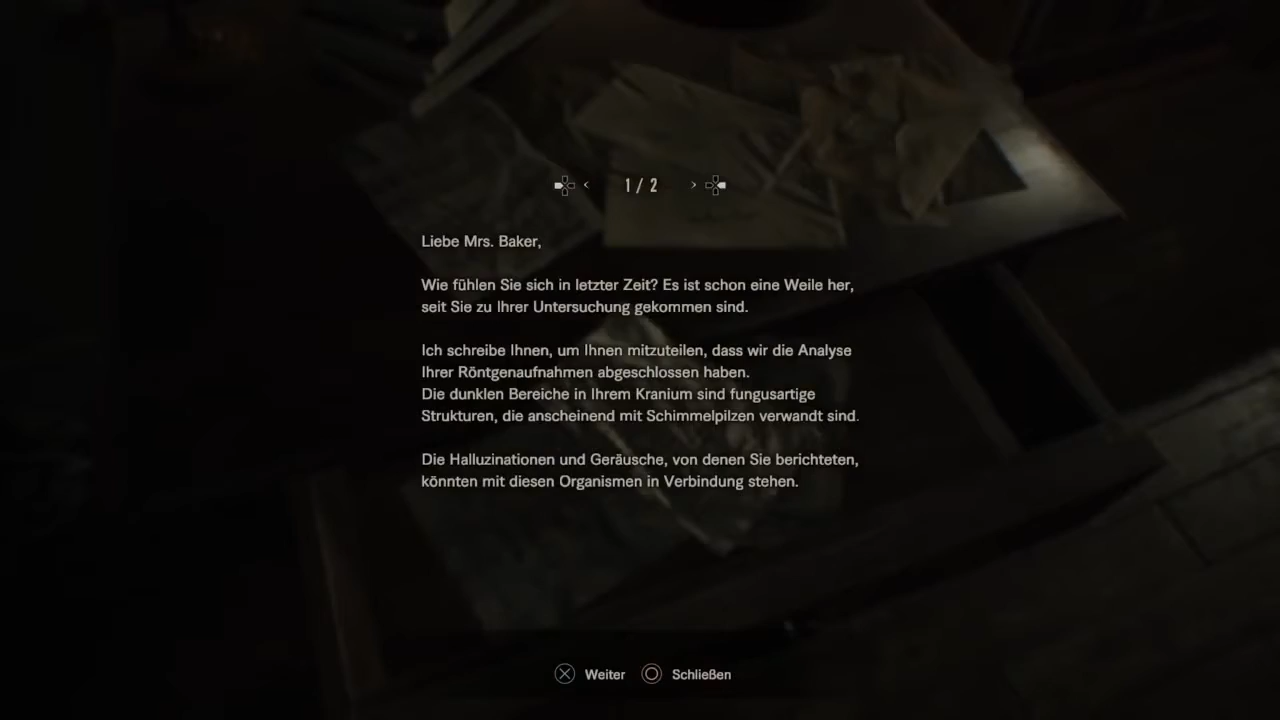 1 / 2
Liebe Mrs. Baker,
Wie fühlen Sie sich in letzter Zeit? Es ist schon eine Weile her,
seit Sie zu Ihrer Untersuchung gekommen sind.
Ich schreibe Ihnen, um Ihnen mitzuteilen, dass wir die Analyse
Ihrer Röntgenaufnahmen abgeschlossen haben.
Die dunklen Bereiche in Ihrem Kranium sind fungusartige
Strukturen, die anscheinend mit Schimmelpilzen verwandt sind.
Die Halluzinationen und Geräusche, von denen Sie berichteten,
könnten mit diesen Organismen in Verbindung stehen.
Weiter Schließen